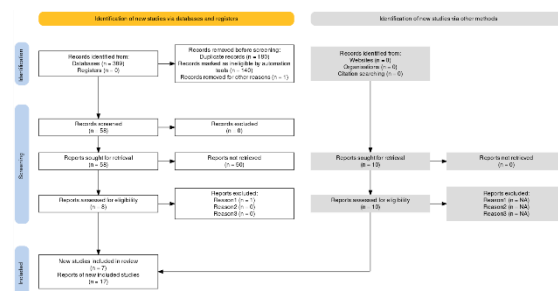 Identification of new studies via databases and registers
Identification of new studies via other methods
Identification
Records identified from:
Databases (n = 389)
Registers (n = 0)
Records removed before screening:
Duplicate records (n =
Records marked as ineligible by automation
tools (n = 140)
Records removed for other reasons (n = 1)
Records identified from:
Websites (n = 0)
Organisations (n = 0)
Citation searching (n = 0)
Screening
Records screened
(n = 58)
Records excluded
(n = 0)
Reports sought for retrieval
(n = 58)
Reports not retrieved
(n = 50)
Reports sought for retrieval
(n = 10)
Reports not retrieved
(n = 0)
Reports assessed for eligibility
(n = 8)
Reports excluded:
Reason1 (n = 1)
Reason2 (n = 0)
Reason3 (n = 0)
Reports assessed for eligibility
(n = 10)
Reports excluded:
Reason1 (n = NA)
Reason2 (n = NA)
Reason3 (n = NA)
Included
New studies included in review
(n = 7)
Reports of new included studies
(n = 17)